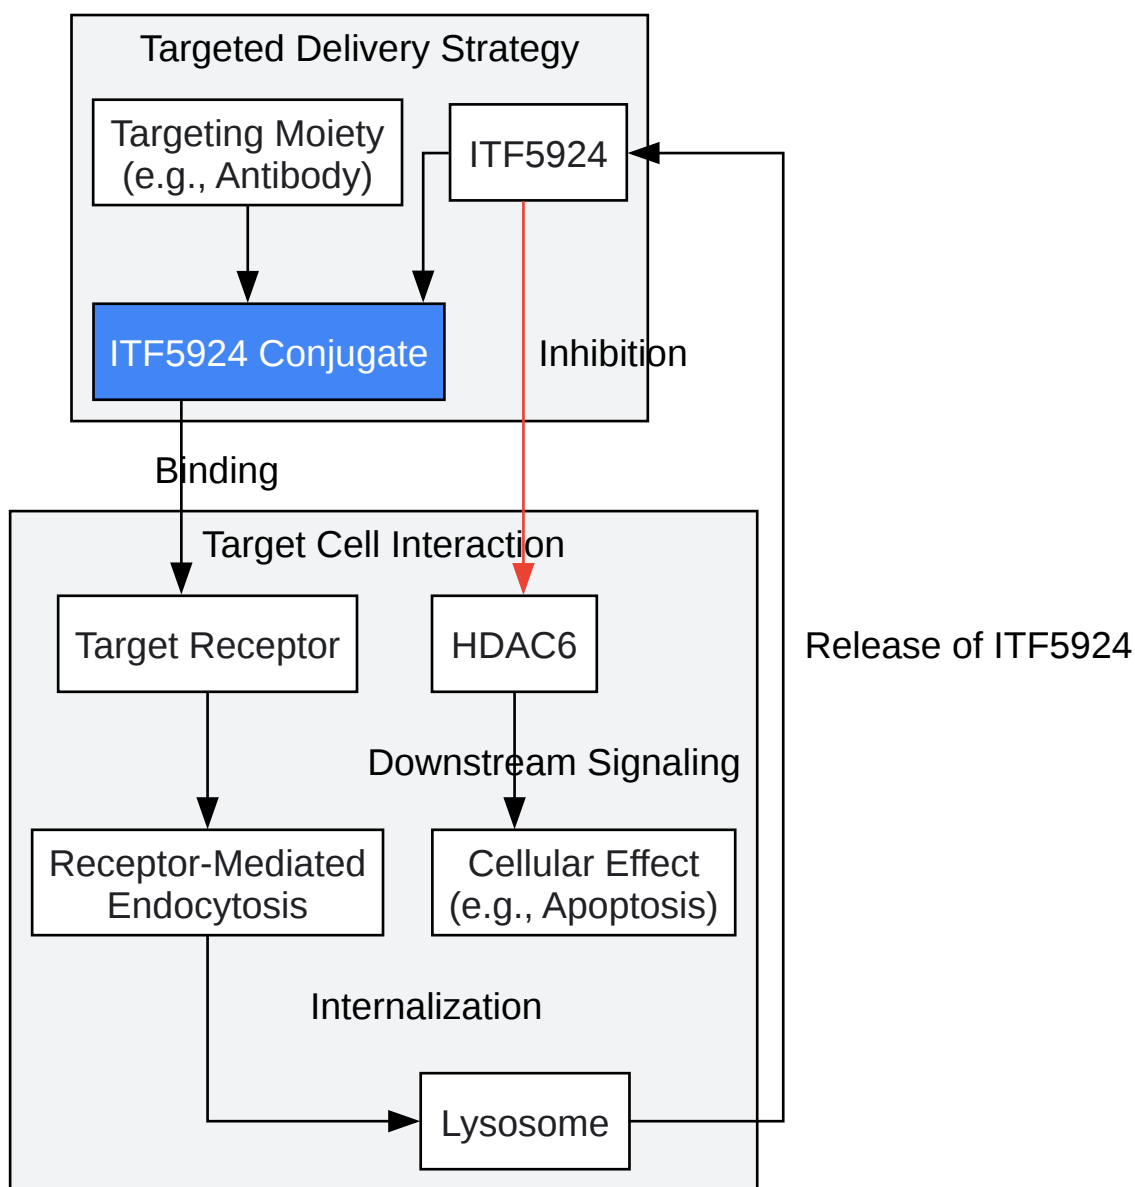 Targeted Delivery Strategy
Targeting Moiety
(e.g., Antibody)
ITF5924
ITF5924 Conjugate
Inhibition
Binding
Target Cell Interaction
Target Receptor
HDAC6
Release of ITF5924
Downstream Signaling
Receptor-Mediated
Endocytosis
Cellular Effect
(e.g., Apoptosis)
Internalization
Lysosome